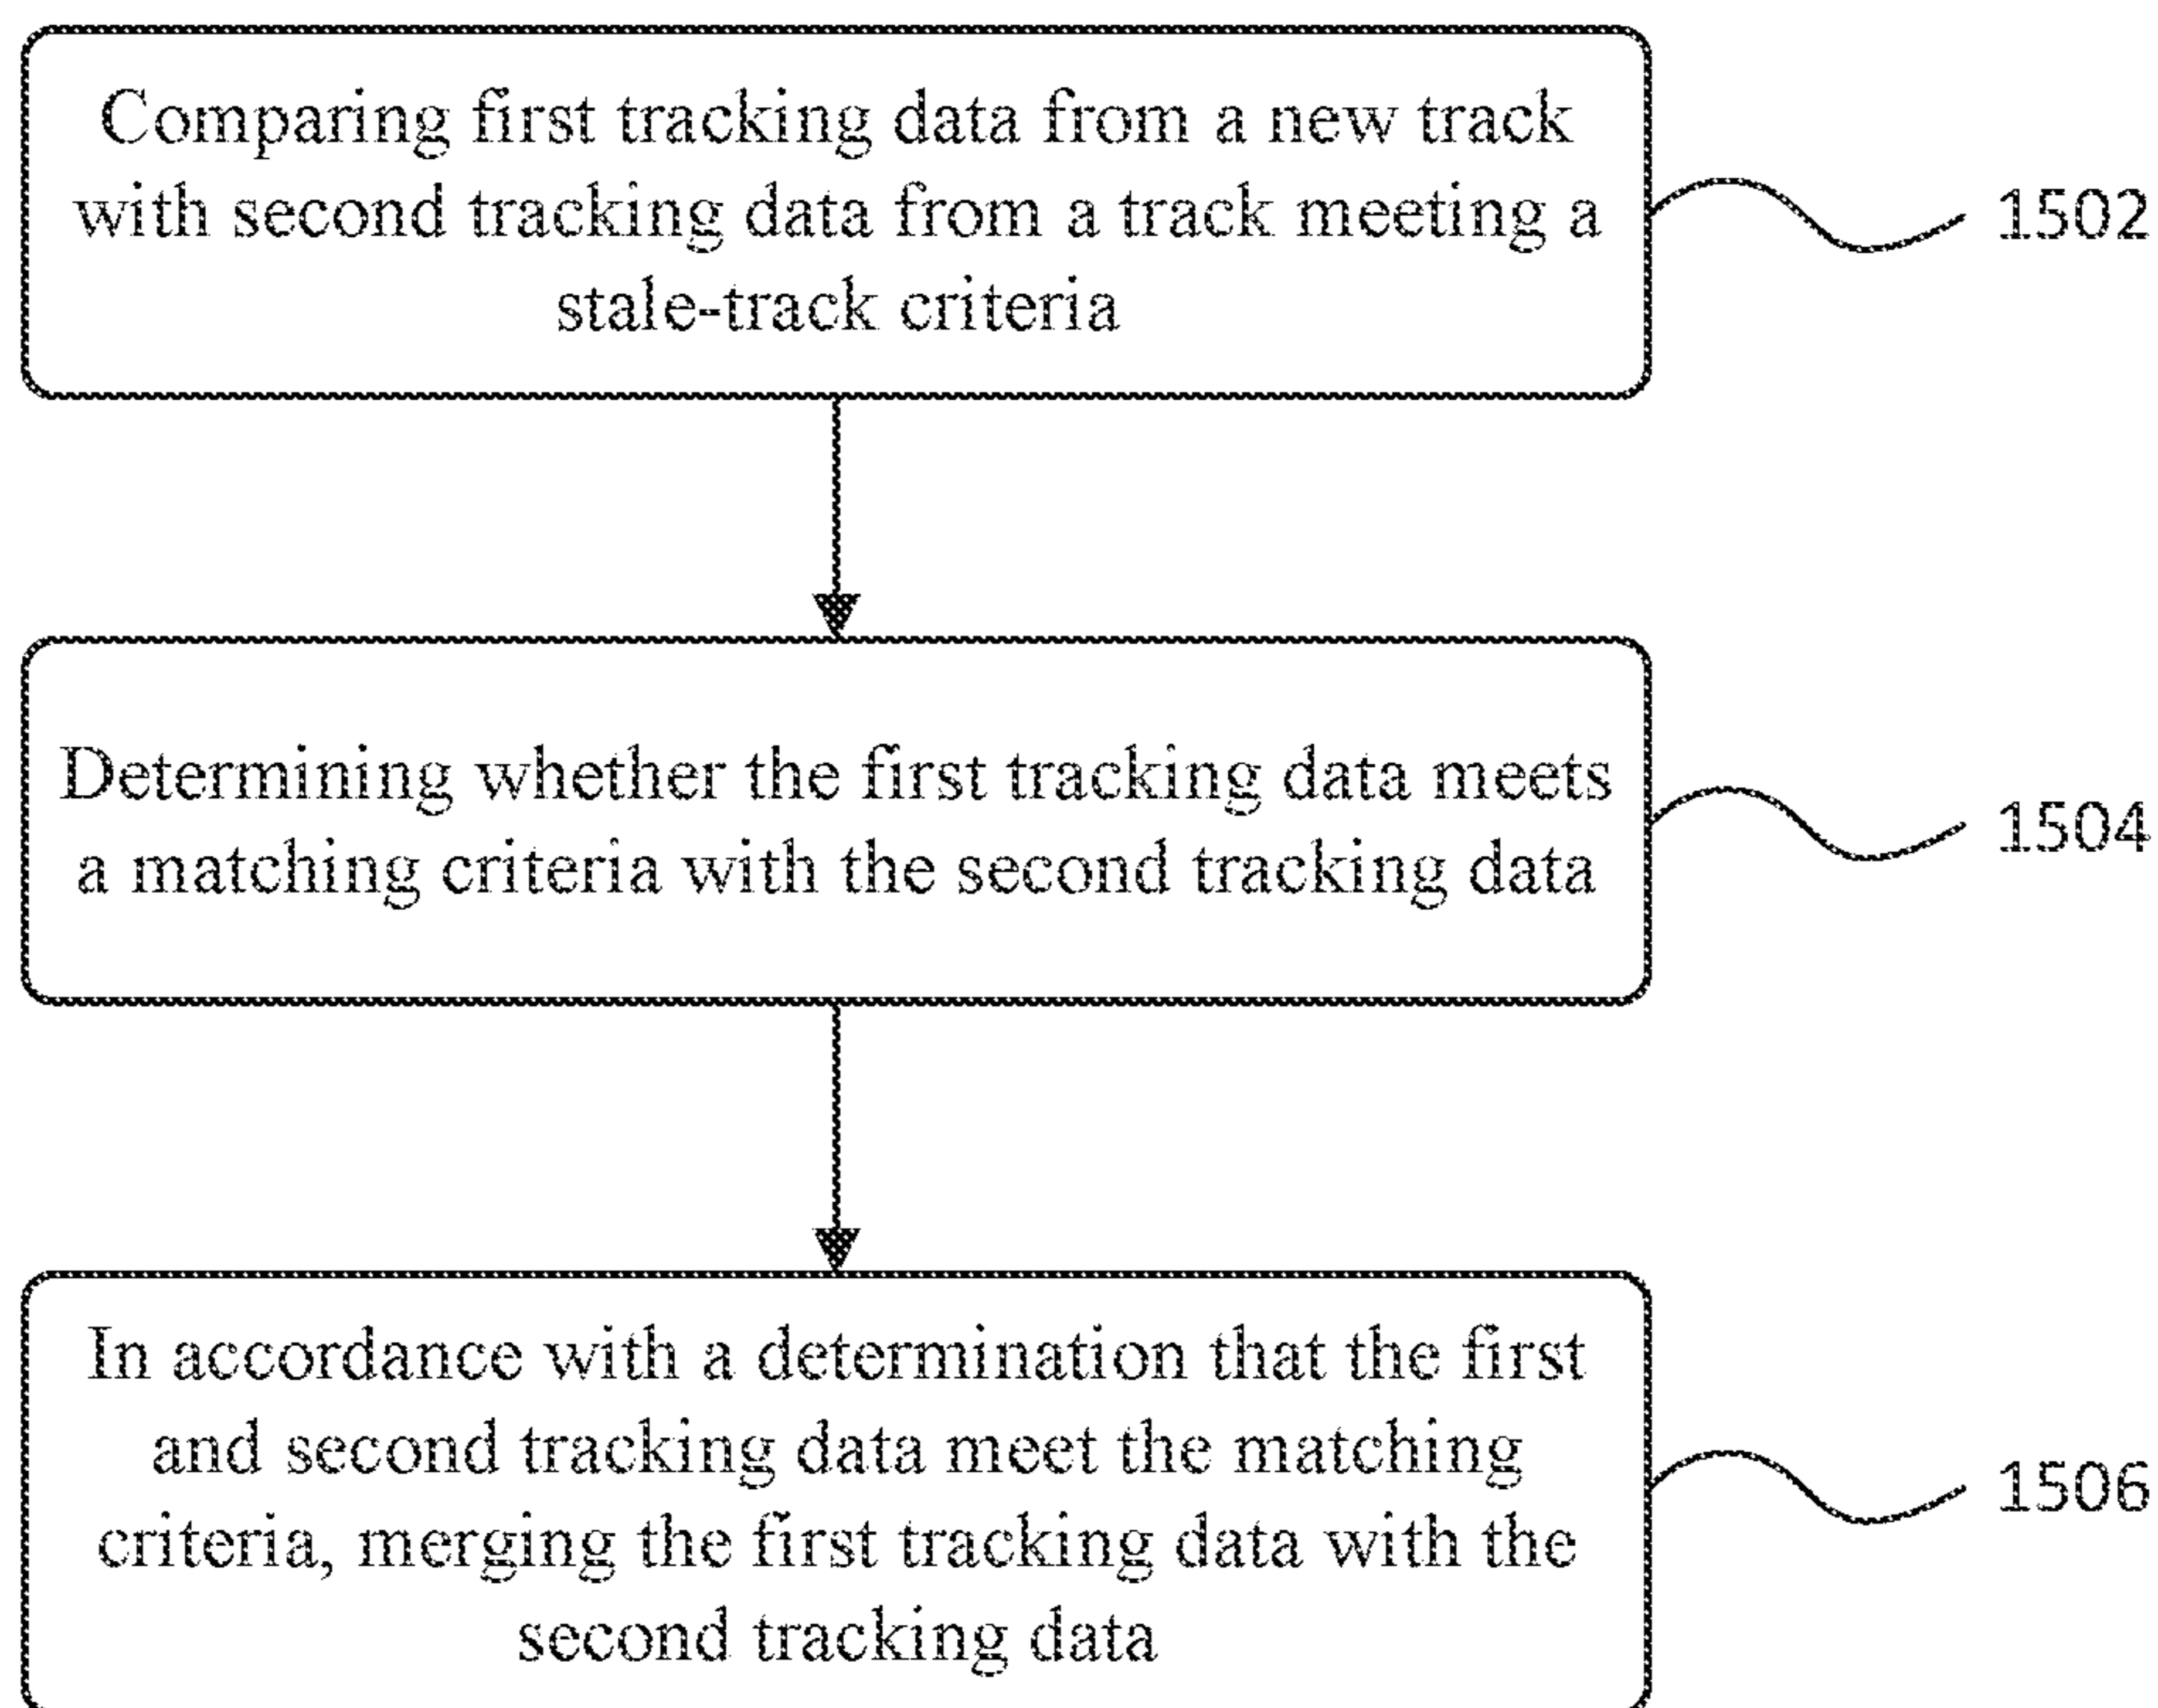 Comparing first tracking data from a new track
with second tracking data from a track meeting a
stale-track criteria
1502
Determining whether the first tracking data meets
a matching criteria with the second tracking data
1504
In accordance with a determination that the first
and second tracking data meet the matching
criteria, merging the first tracking data with the
second tracking data
1506